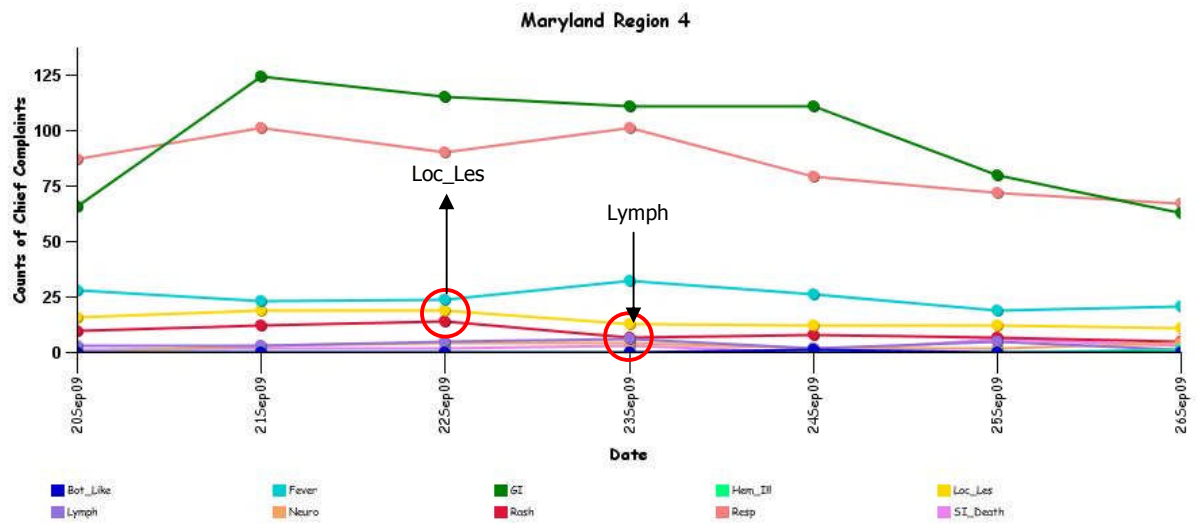 Maryland Region 4
Counts of Chief Complaints
125
100
75
50
25
0
Loc_Les
Lymph
20Sep09
21Sep09
22Sep09
23Sep09
24Sep09
25Sep09
26Sep09
Date
Bot_Like
Fever
GI
Hem_Ill
Loc_Les
Lymph
Neuro
Rash
Resp
SI_Death